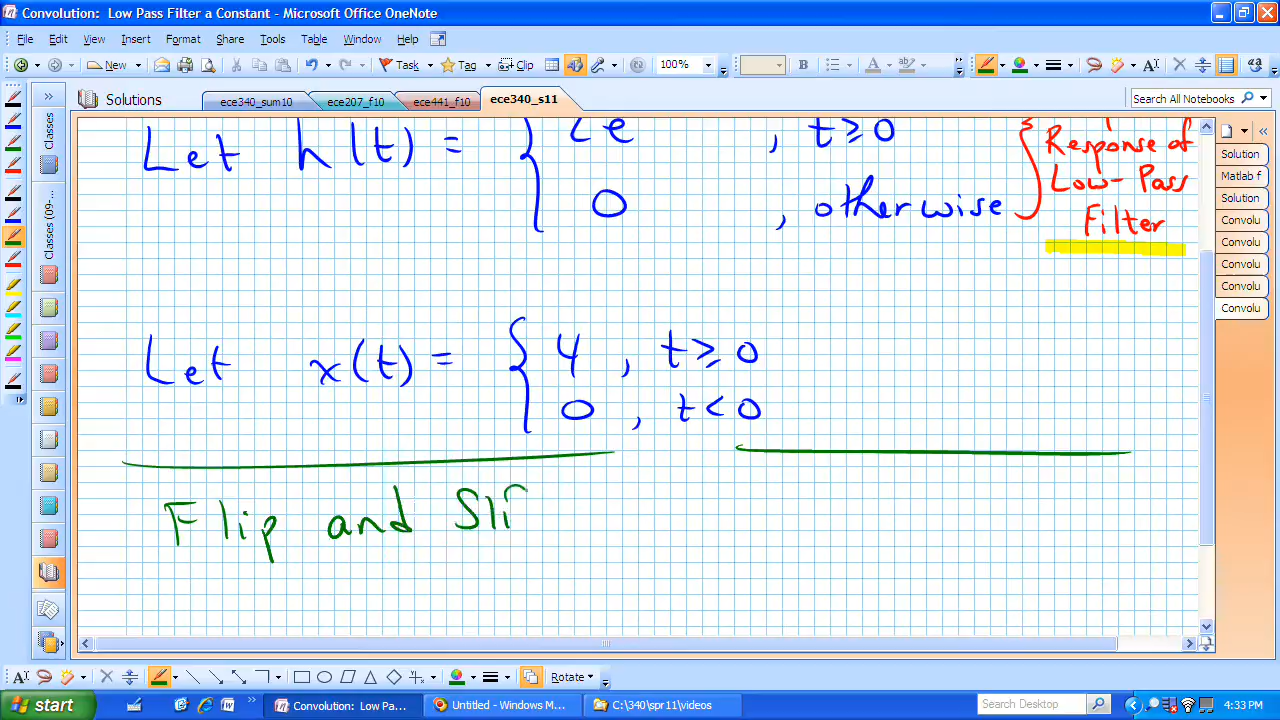 Convolution: Low Pass Filter a Constant - Microsoft Office OneNote
File Edit View Insert Format Share Tools Table Window Help
New Task Tag Clip 100% B A ab
Solutions ece340_sum10 ece207_f10 ece441_f10 ece340_s11 Search All Notebooks
Let h(t) = { e , t ≥ 0
0 , otherwise
Response of
Low-Pass
Filter
Let x(t) = { 4 , t ≥ 0
0 , t < 0
Flip and Sli
Classes
Classes (09-
Solution
Matlab f
Solution
Convolu
Convolu
Convolu
Convolu
Convolu
A Rotate
start Convolution: Low Pa... Untitled - Windows M... C:\340\spr11\videos Search Desktop 4:33 PM